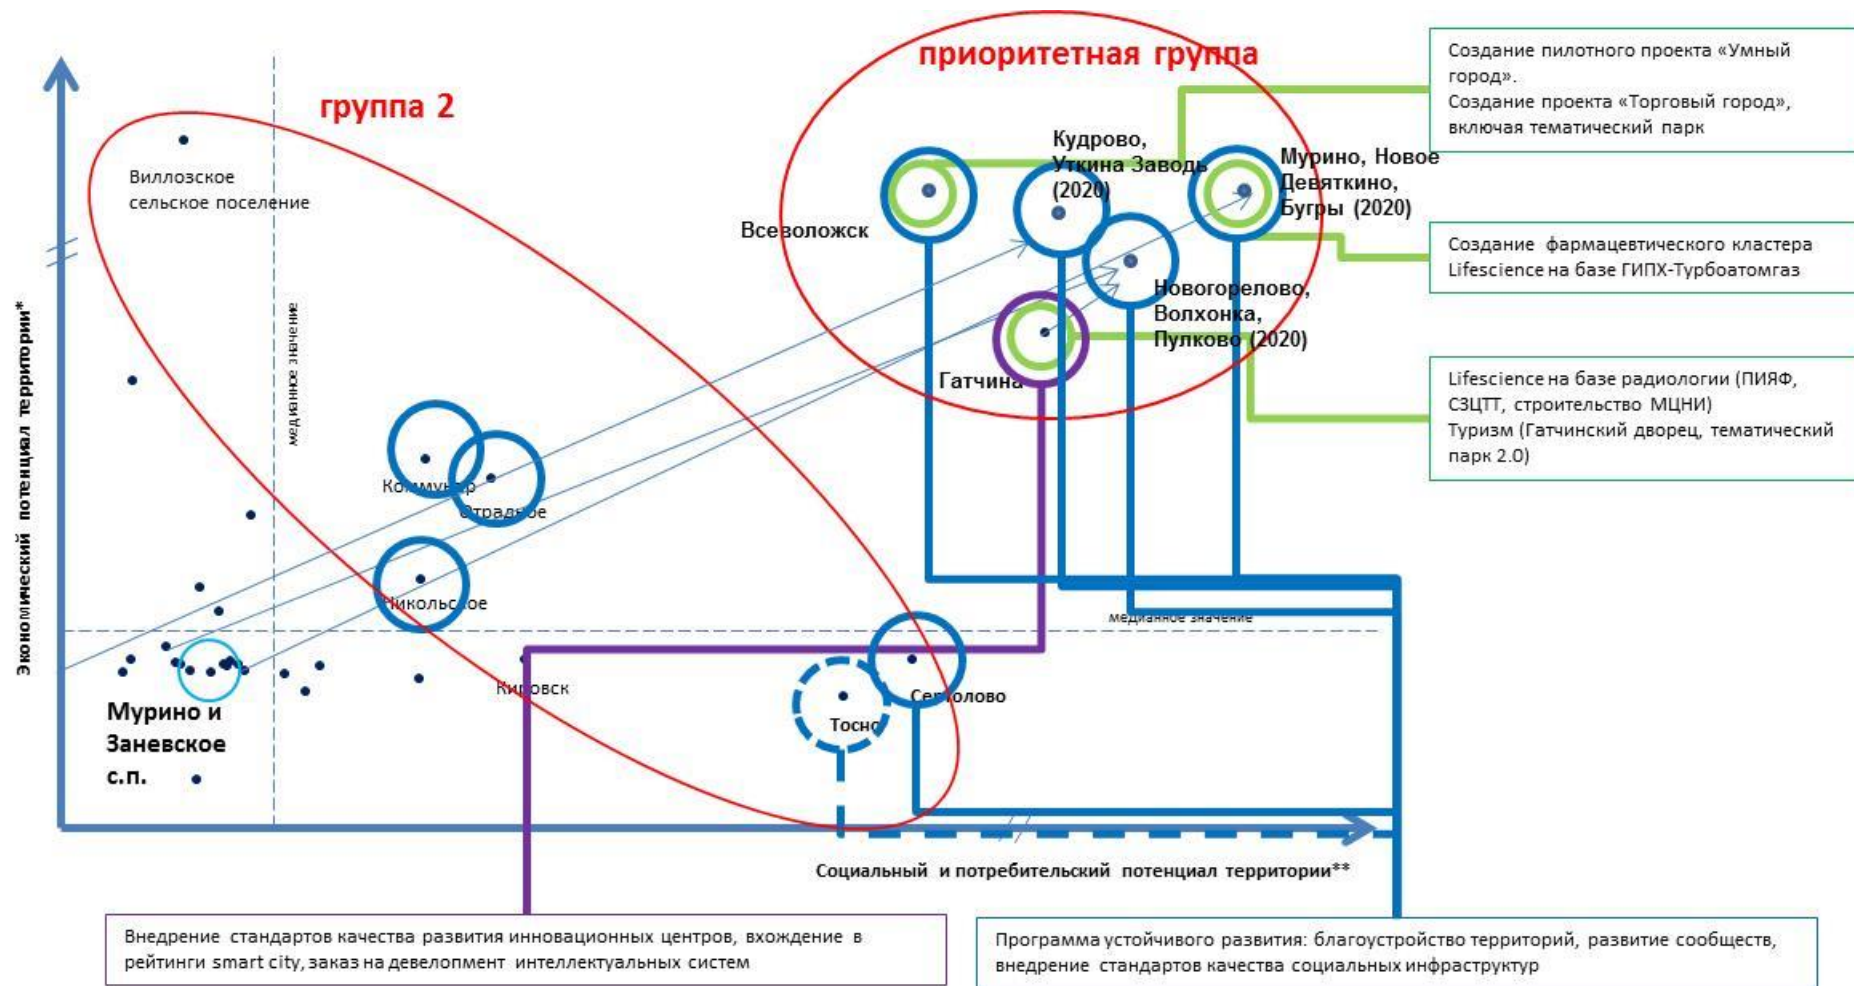 приоритетная группа
группа 2
Создание пилотного проекта «Умный
город».
Создание проекта «Торговый город»,
включая тематический парк
Кудрово,
Уткина Заводь
(2020)
Мурино, Новое
Девяткино,
Бугры (2020)
Виллозское
сельское поселение
Всеволожск
Создание фармацевтического кластера
Lifescience на базе ГИПХ-Турбоатомгаз
Новогорелово,
Волхонка,
Пулково (2020)
Гатчина
Lifescience на базе радиологии (ПИЯФ,
СЗЦТТ, строительство МЦНИ)
Туризм (Гатчинский дворец, тематический
парк 2.0)
Экономический потенциал территории*
медианное значение
Коммунар
Отрадное
Никольское
медианное значение
Кировск
Сертолово
Тосно
Мурино и
Заневское
с.п.
Социальный и потребительский потенциал территории**
Внедрение стандартов качества развития инновационных центров, вхождение в
рейтинги smart city, заказ на девелопмент интеллектуальных систем
Программа устойчивого развития: благоустройство территорий, развитие сообществ,
внедрение стандартов качества социальных инфраструктур